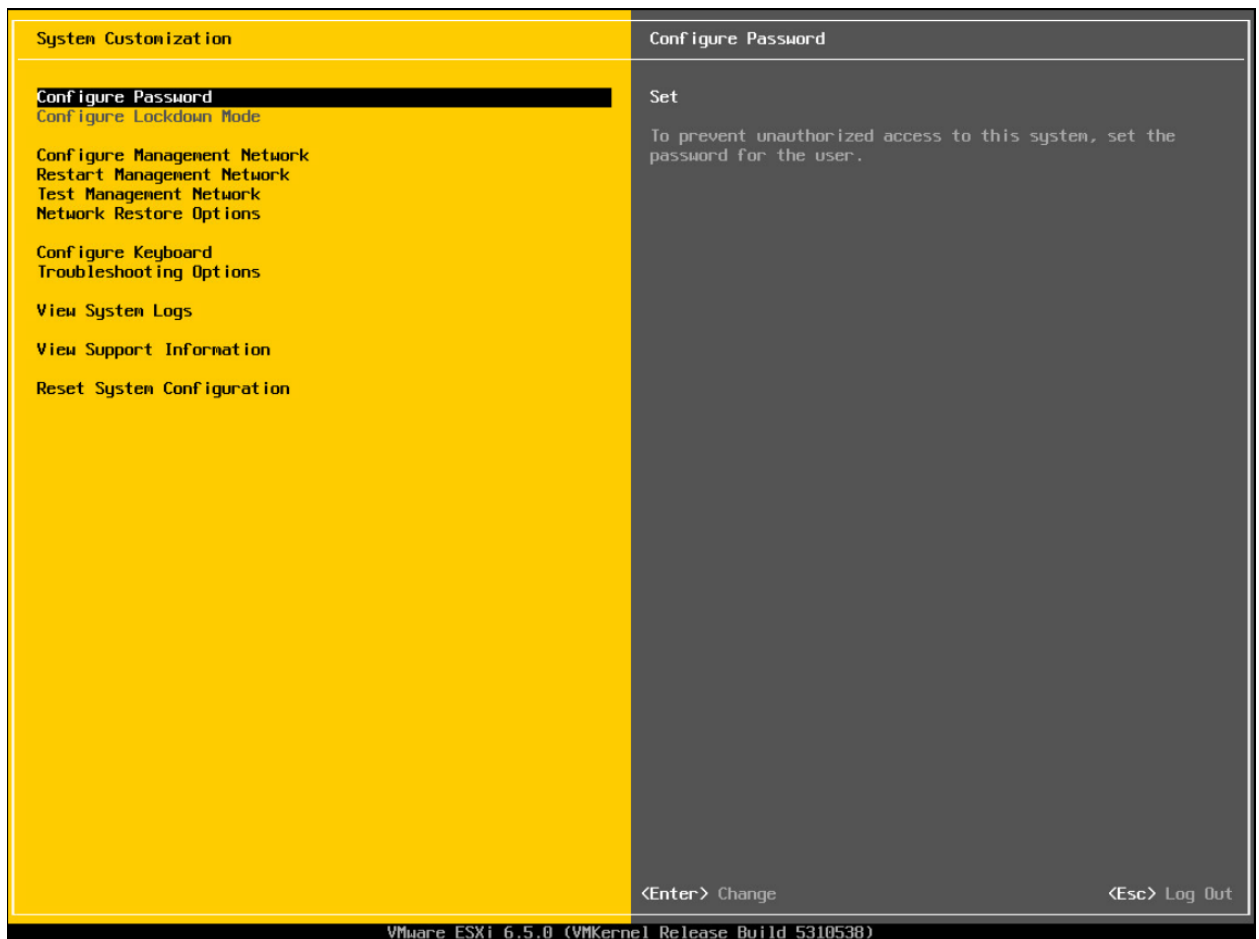 System Customization
Configure Password
Configure Password
Configure Lockdown Mode
Configure Management Network
Restart Management Network
Test Management Network
Network Restore Options
Configure Keyboard
Troubleshooting Options
View System Logs
View Support Information
Reset System Configuration
Set
To prevent unauthorized access to this system, set the
password for the user.
<Enter> Change
<Esc> Log Out
VMware ESXi 6.5.0 (VMKernel Release Build 5310538)